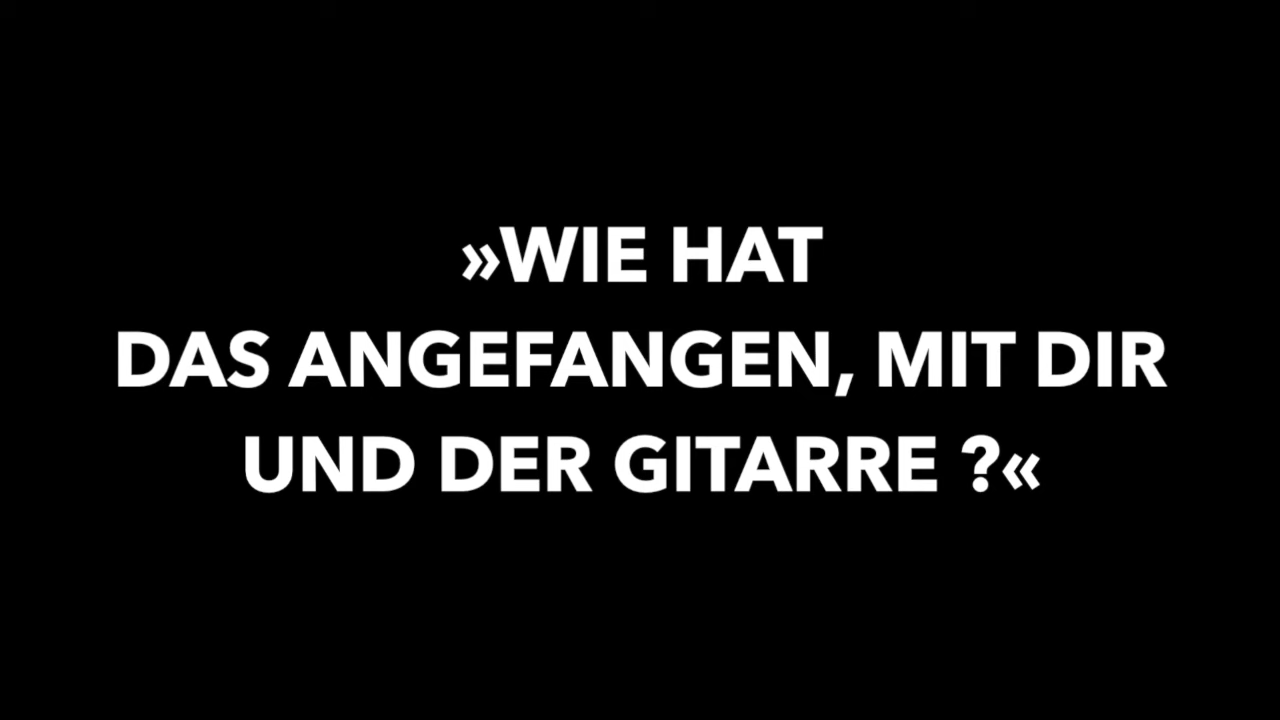 »WIE HAT
DAS ANGEFANGEN, MIT DIR
UND DER GITARRE ?«